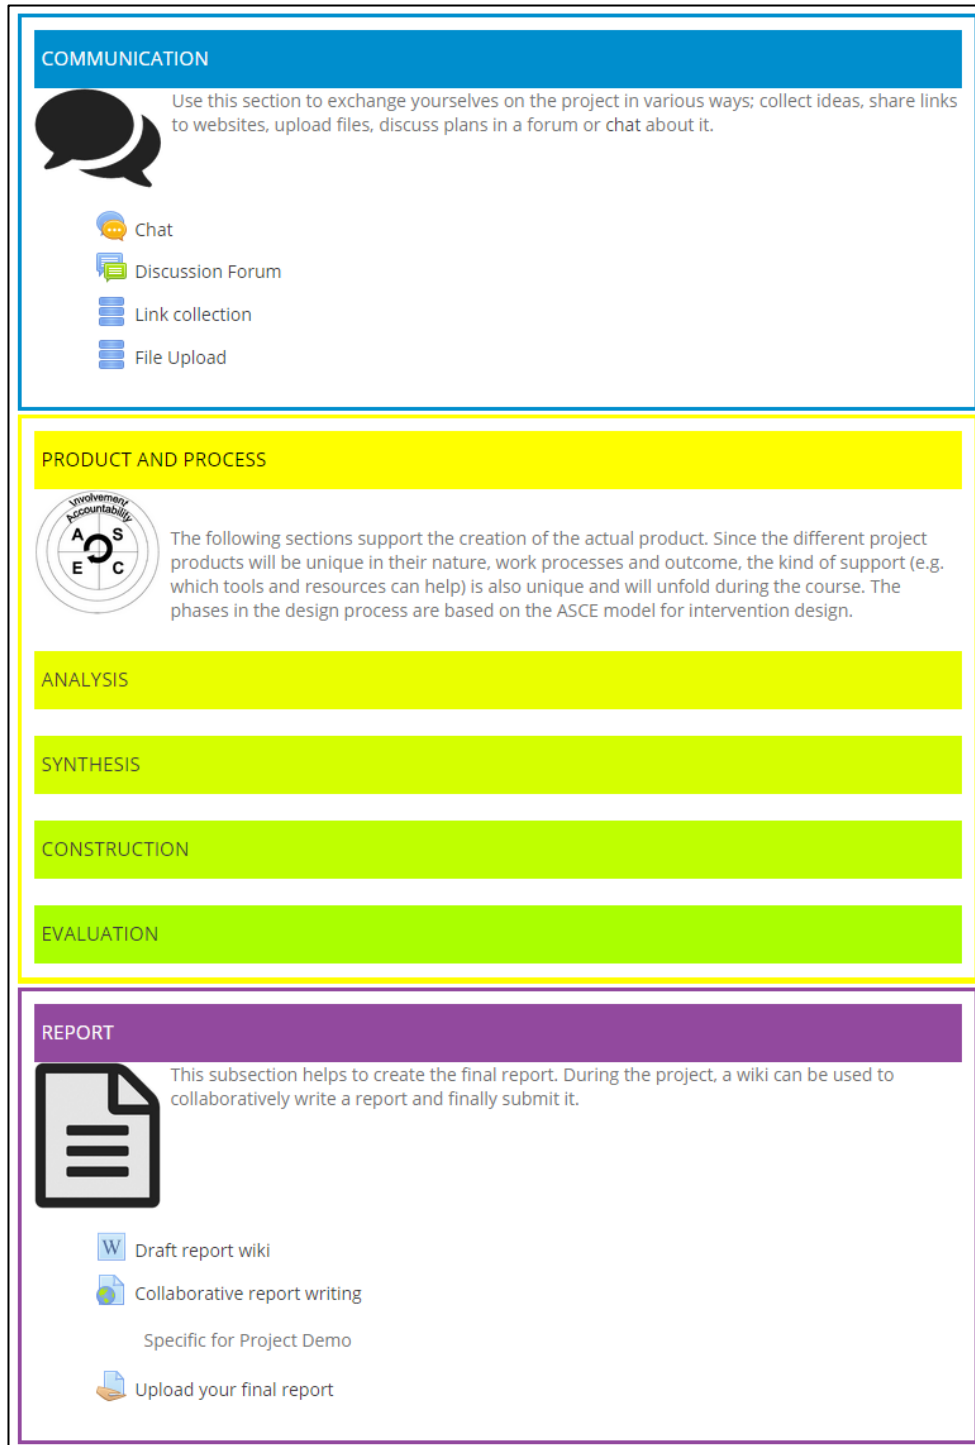 COMMUNICATION
Use this section to exchange yourselves on the project in various ways; collect ideas, share links
to websites, upload files, discuss plans in a forum or chat about it.
Chat
Discussion Forum
Link collection
File Upload
PRODUCT AND PROCESS
Involvement
Accountability
A S
E C
The following sections support the creation of the actual product. Since the different project
products will be unique in their nature, work processes and outcome, the kind of support (e.g.
which tools and resources can help) is also unique and will unfold during the course. The
phases in the design process are based on the ASCE model for intervention design.
ANALYSIS
SYNTHESIS
CONSTRUCTION
EVALUATION
REPORT
This subsection helps to create the final report. During the project, a wiki can be used to
collaboratively write a report and finally submit it.
W Draft report wiki
Collaborative report writing
Specific for Project Demo
Upload your final report